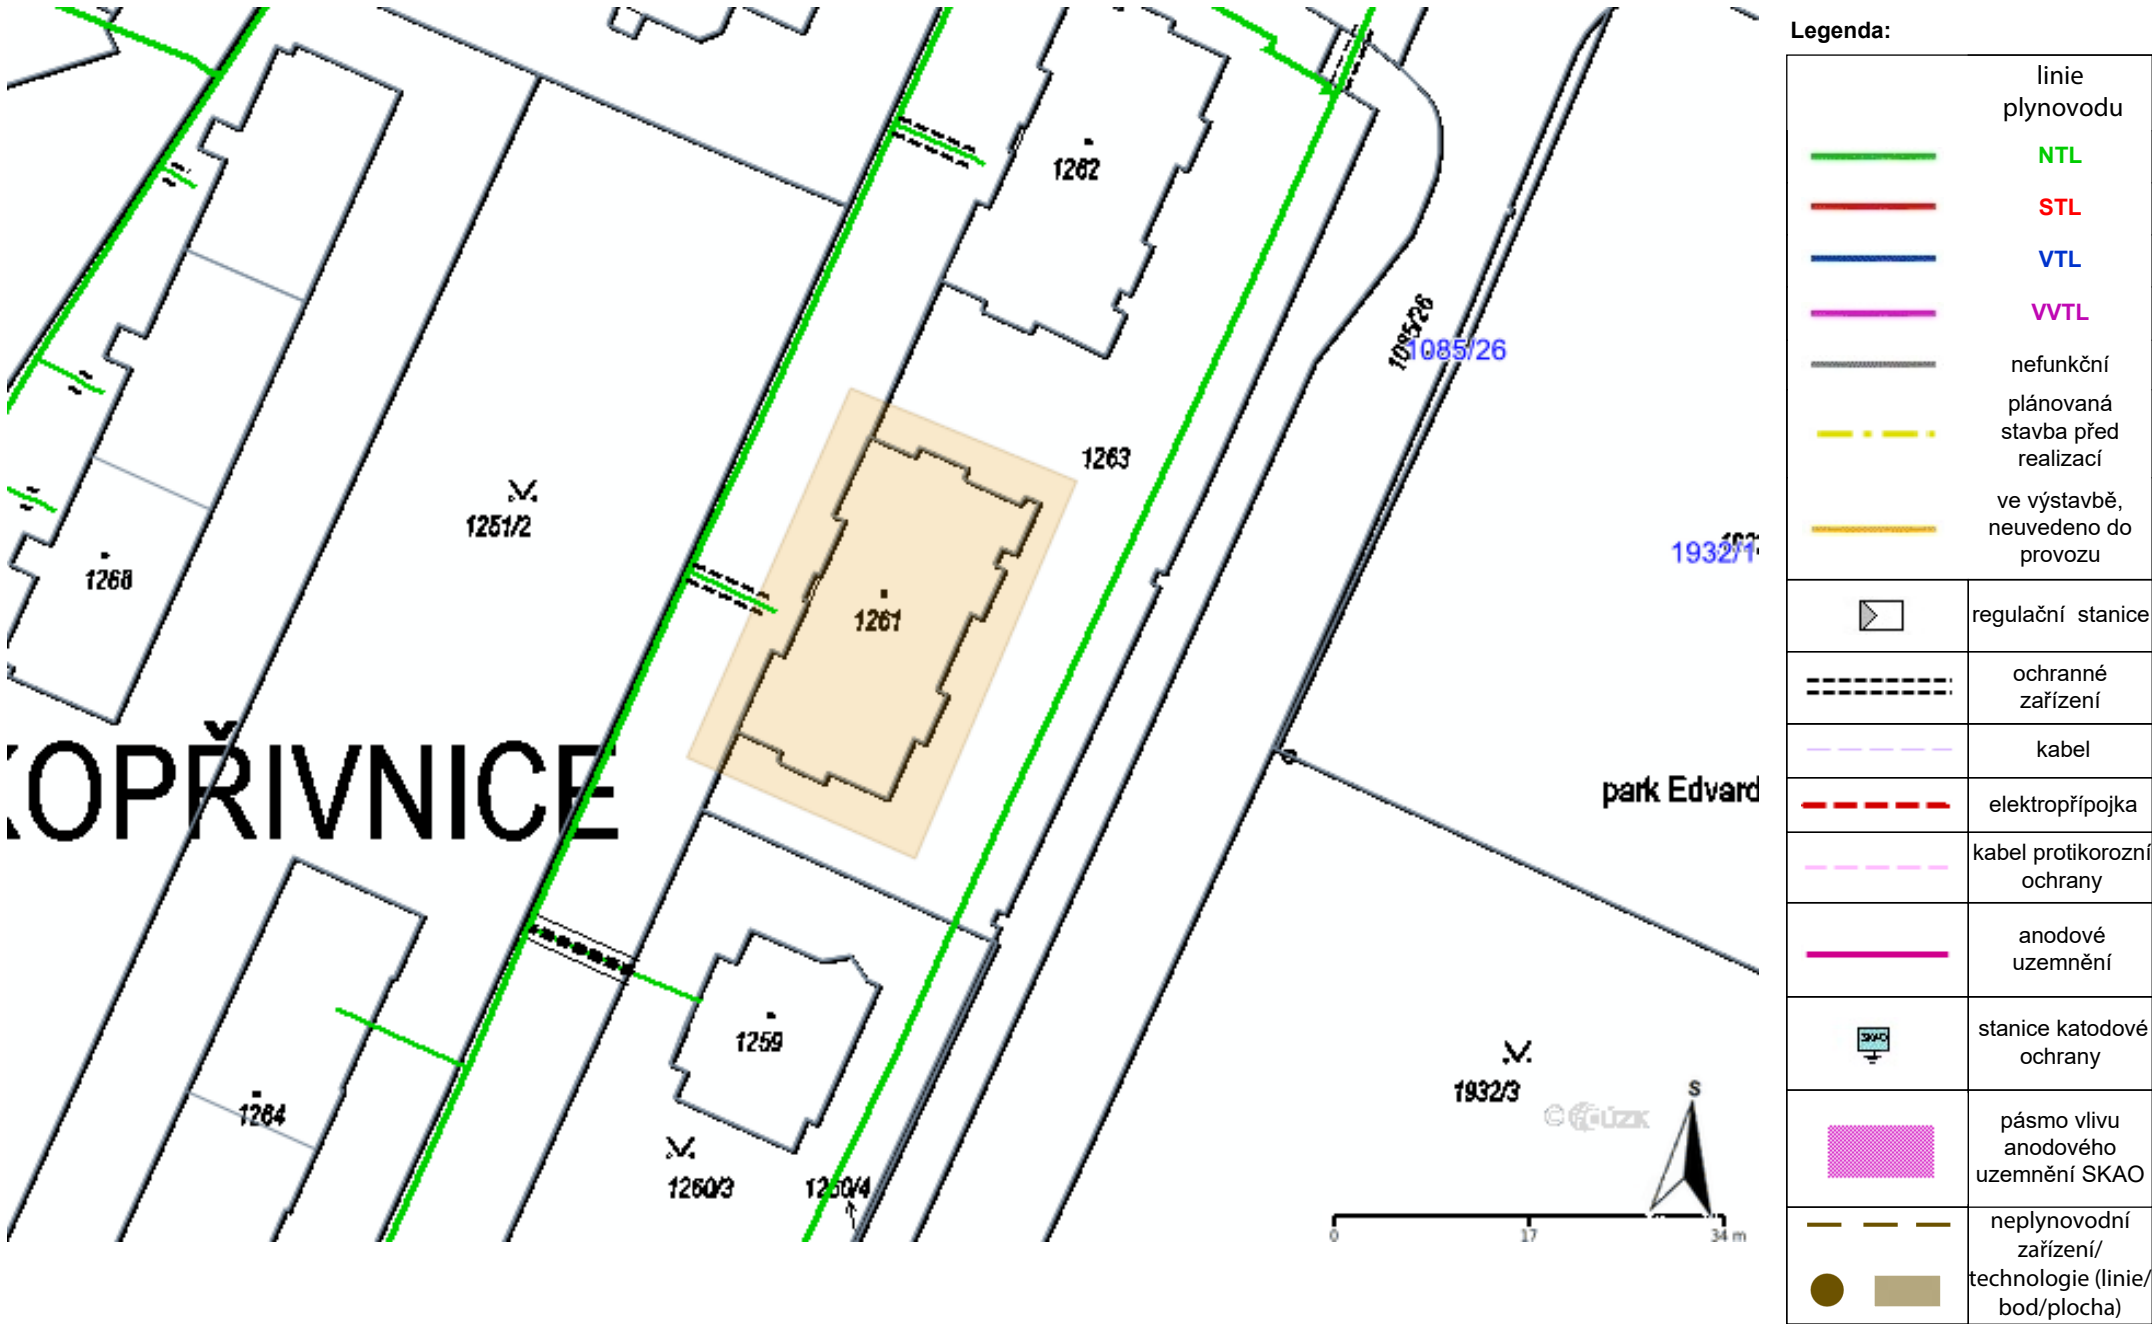 1262
1085/26
1085/26
1263
1251/2
1932/1
1268
1261
KOPŘIVNICE
park Edvard
1259
1932/3
S
1264
1260/3
1260/4
© ČÚZK
0 17 34 m
Legenda:
linie
plynovodu
NTL
STL
VTL
VVTL
nefunkční
plánovaná
stavba před
realizací
ve výstavbě,
neuvedeno do
provozu
regulační stanice
ochranné
zařízení
kabel
elektropřípojka
kabel protikorozní
ochrany
anodové
uzemnění
SKAO
stanice katodové
ochrany
pásmo vlivu
anodového
uzemnění SKAO
neplynovodní
zařízení/
technologie (linie/
bod/plocha)